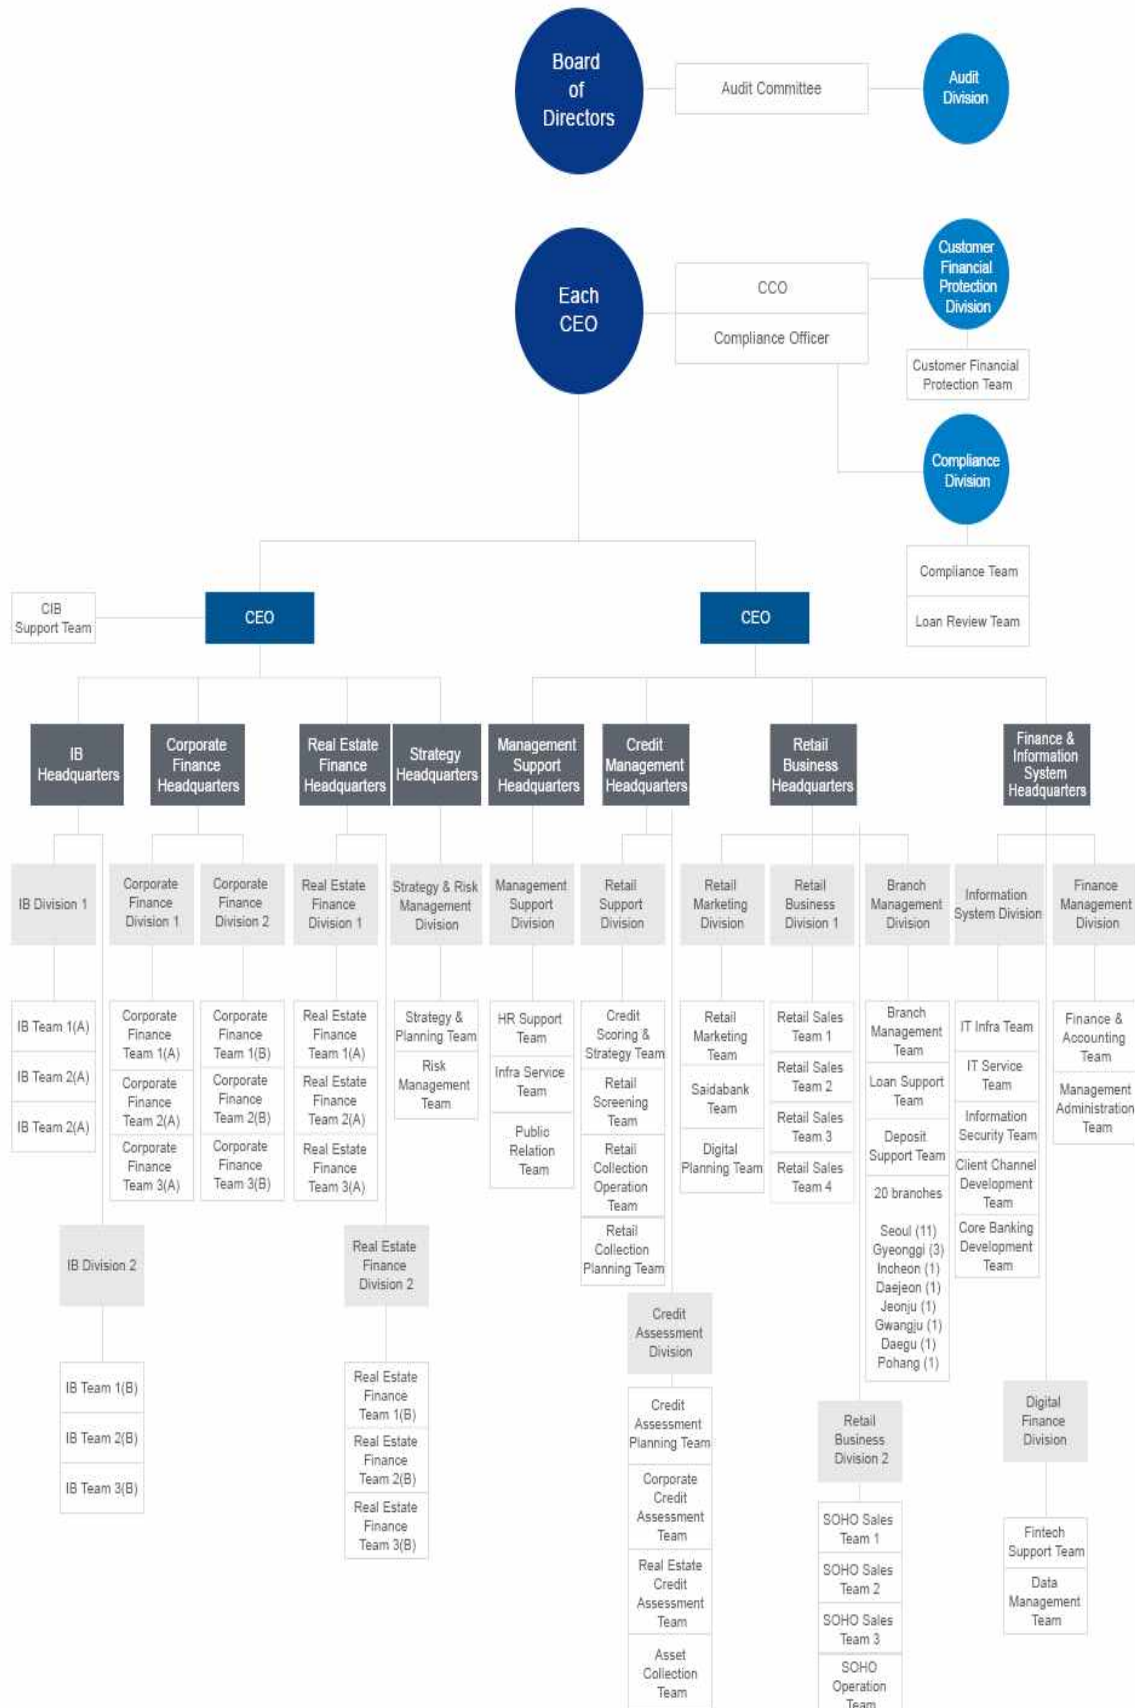 Board
of
Directors
Audit Committee
Audit
Division
Each
CEO
CCO
Compliance Officer
Customer
Financial
Protection
Division
Customer Financial
Protection Team
Compliance
Division
Compliance Team
Loan Review Team
CIB
Support Team
CEO
CEO
IB
Headquarters
Corporate
Finance
Headquarters
Real Estate
Finance
Headquarters
Strategy
Headquarters
Management
Support
Headquarters
Credit
Management
Headquarters
Retail
Business
Headquarters
Finance &
Information
System
Headquarters
IB Division 1
Corporate
Finance
Division 1
Corporate
Finance
Division 2
Real Estate
Finance
Division 1
Strategy & Risk
Management
Division
Management
Support
Division
Retail
Support
Division
Retail
Marketing
Division
Retail
Business
Division 1
Branch
Management
Division
Information
System Division
Finance
Management
Division
IB Team 1(A)
IB Team 2(A)
IB Team 2(A)
Corporate
Finance
Team 1(A)
Corporate
Finance
Team 2(A)
Corporate
Finance
Team 3(A)
Corporate
Finance
Team 1(B)
Corporate
Finance
Team 2(B)
Corporate
Finance
Team 3(B)
Real Estate
Finance
Team 1(A)
Real Estate
Finance
Team 2(A)
Real Estate
Finance
Team 3(A)
Strategy &
Planning Team
Risk
Management
Team
HR Support
Team
Infra Service
Team
Public
Relation
Team
Credit
Scoring &
Strategy Team
Retail
Screening
Team
Retail
Collection
Operation
Team
Retail
Collection
Planning Team
Retail
Marketing
Team
Saidabank
Team
Digital
Planning Team
Retail Sales
Team 1
Retail Sales
Team 2
Retail Sales
Team 3
Retail Sales
Team 4
Branch
Management
Team
Loan Support
Team
Deposit
Support Team
20 branches
Seoul (11)
Gyeonggi (3)
Incheon (1)
Daejeon (1)
Jeonju (1)
Gwangju (1)
Daegu (1)
Pohang (1)
IT Infra Team
IT Service
Team
Information
Security Team
Client Channel
Development
Team
Core Banking
Development
Team
Finance &
Accounting
Team
Management
Administration
Team
IB Division 2
Real Estate
Finance
Division 2
Credit
Assessment
Division
Retail
Business
Division 2
Digital
Finance
Division
IB Team 1(B)
IB Team 2(B)
IB Team 3(B)
Real Estate
Finance
Team 1(B)
Real Estate
Finance
Team 2(B)
Real Estate
Finance
Team 3(B)
Credit
Assessment
Planning Team
Corporate
Credit
Assessment
Team
Real Estate
Credit
Assessment
Team
Asset
Collection
Team
SOHO Sales
Team 1
SOHO Sales
Team 2
SOHO Sales
Team 3
SOHO
Operation
Team
Fintech
Support Team
Data
Management
Team